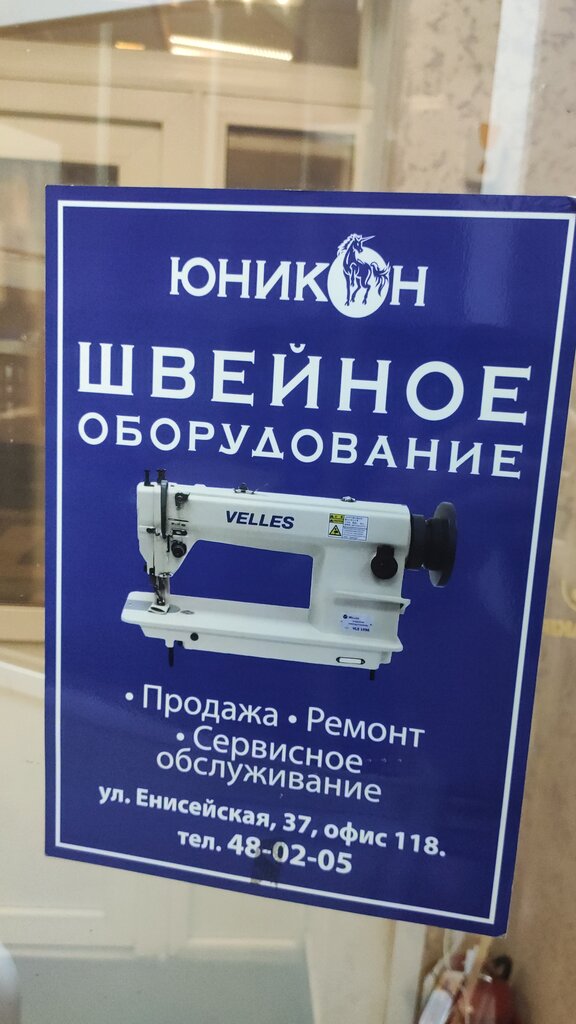 ЮНИКОН
ШВЕЙНОЕ
ОБОРУДОВАНИЕ
VELLES
• Продажа • Ремонт
• Сервисное
обслуживание
ул. Енисейская, 37, офис 118.
тел. 48-02-05